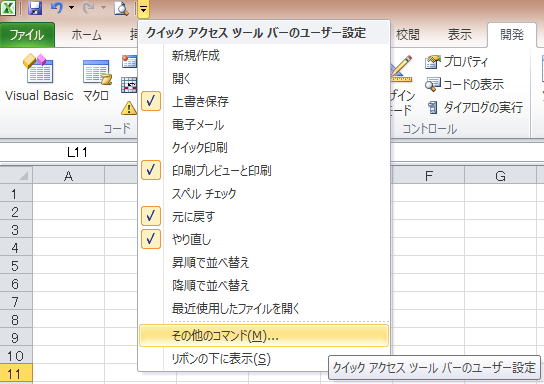 ファイル ホーム 校閲 表示 開発
クイック アクセス ツール バーのユーザー設定
新規作成
開く
上書き保存
電子メール
クイック印刷
印刷プレビューと印刷
スペル チェック
元に戻す
やり直し
昇順で並べ替え
降順で並べ替え
最近使用したファイルを開く
その他のコマンド(M)...
リボンの下に表示(S)
Visual Basic マクロ
コード
プロパティ
コードの表示
ダイアログの実行
コントロール
L11
A F G
1
2
3
4
5
6
7
8
9
10
11
クイック アクセス ツール バーのユーザー設定